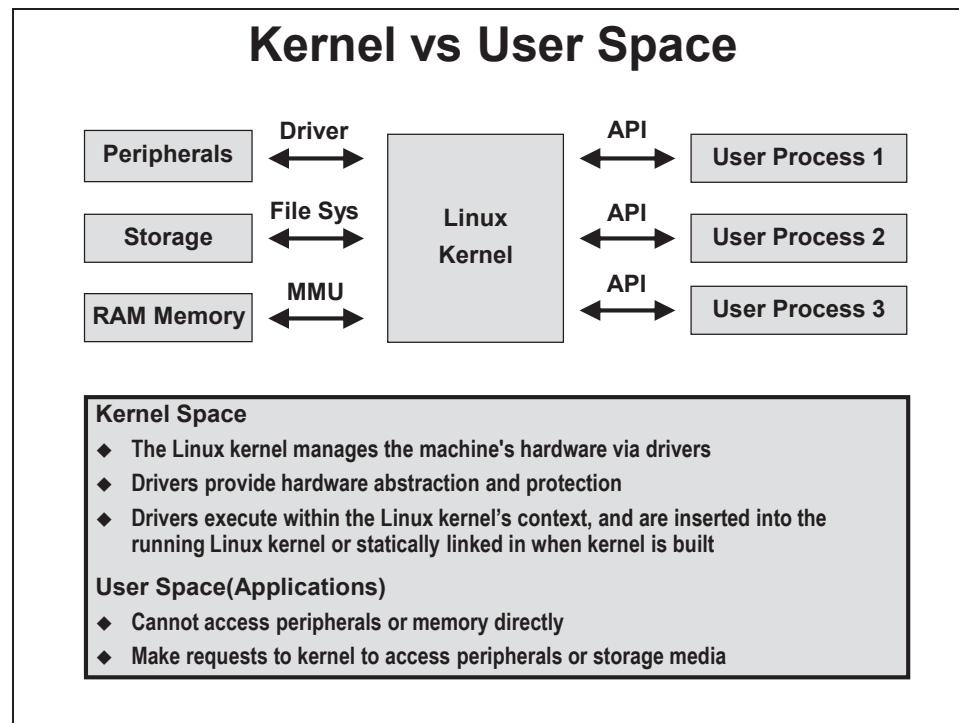 Kernel vs User Space
Driver
API
Peripherals
User Process 1
File Sys
API
Storage
Linux
Kernel
User Process 2
MMU
API
RAM Memory
User Process 3
Kernel Space
◆ The Linux kernel manages the machine's hardware via drivers
◆ Drivers provide hardware abstraction and protection
◆ Drivers execute within the Linux kernel’s context, and are inserted into the
running Linux kernel or statically linked in when kernel is built
User Space(Applications)
◆ Cannot access peripherals or memory directly
◆ Make requests to kernel to access peripherals or storage media